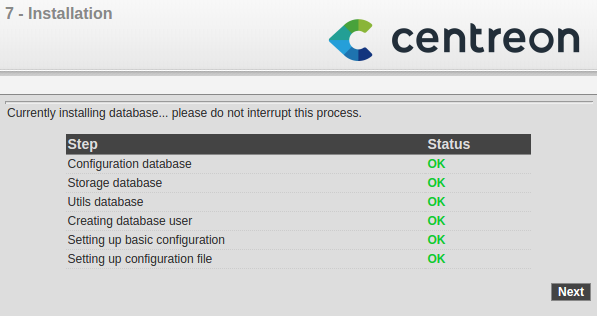 7 - Installation
centreon
Currently installing database... please do not interrupt this process.
Step Status
Configuration database OK
Storage database OK
Utils database OK
Creating database user OK
Setting up basic configuration OK
Setting up configuration file OK
Next